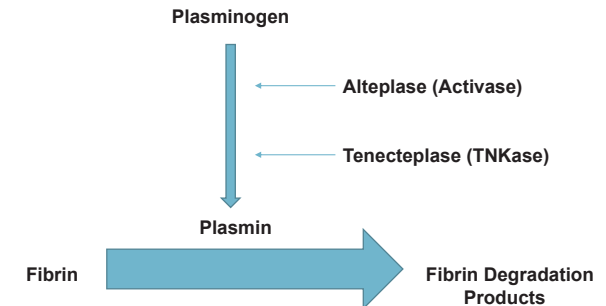 Plasminogen
Alteplase (Activase)
Tenecteplase (TNKase)
Plasmin
Fibrin
Fibrin Degradation
Products